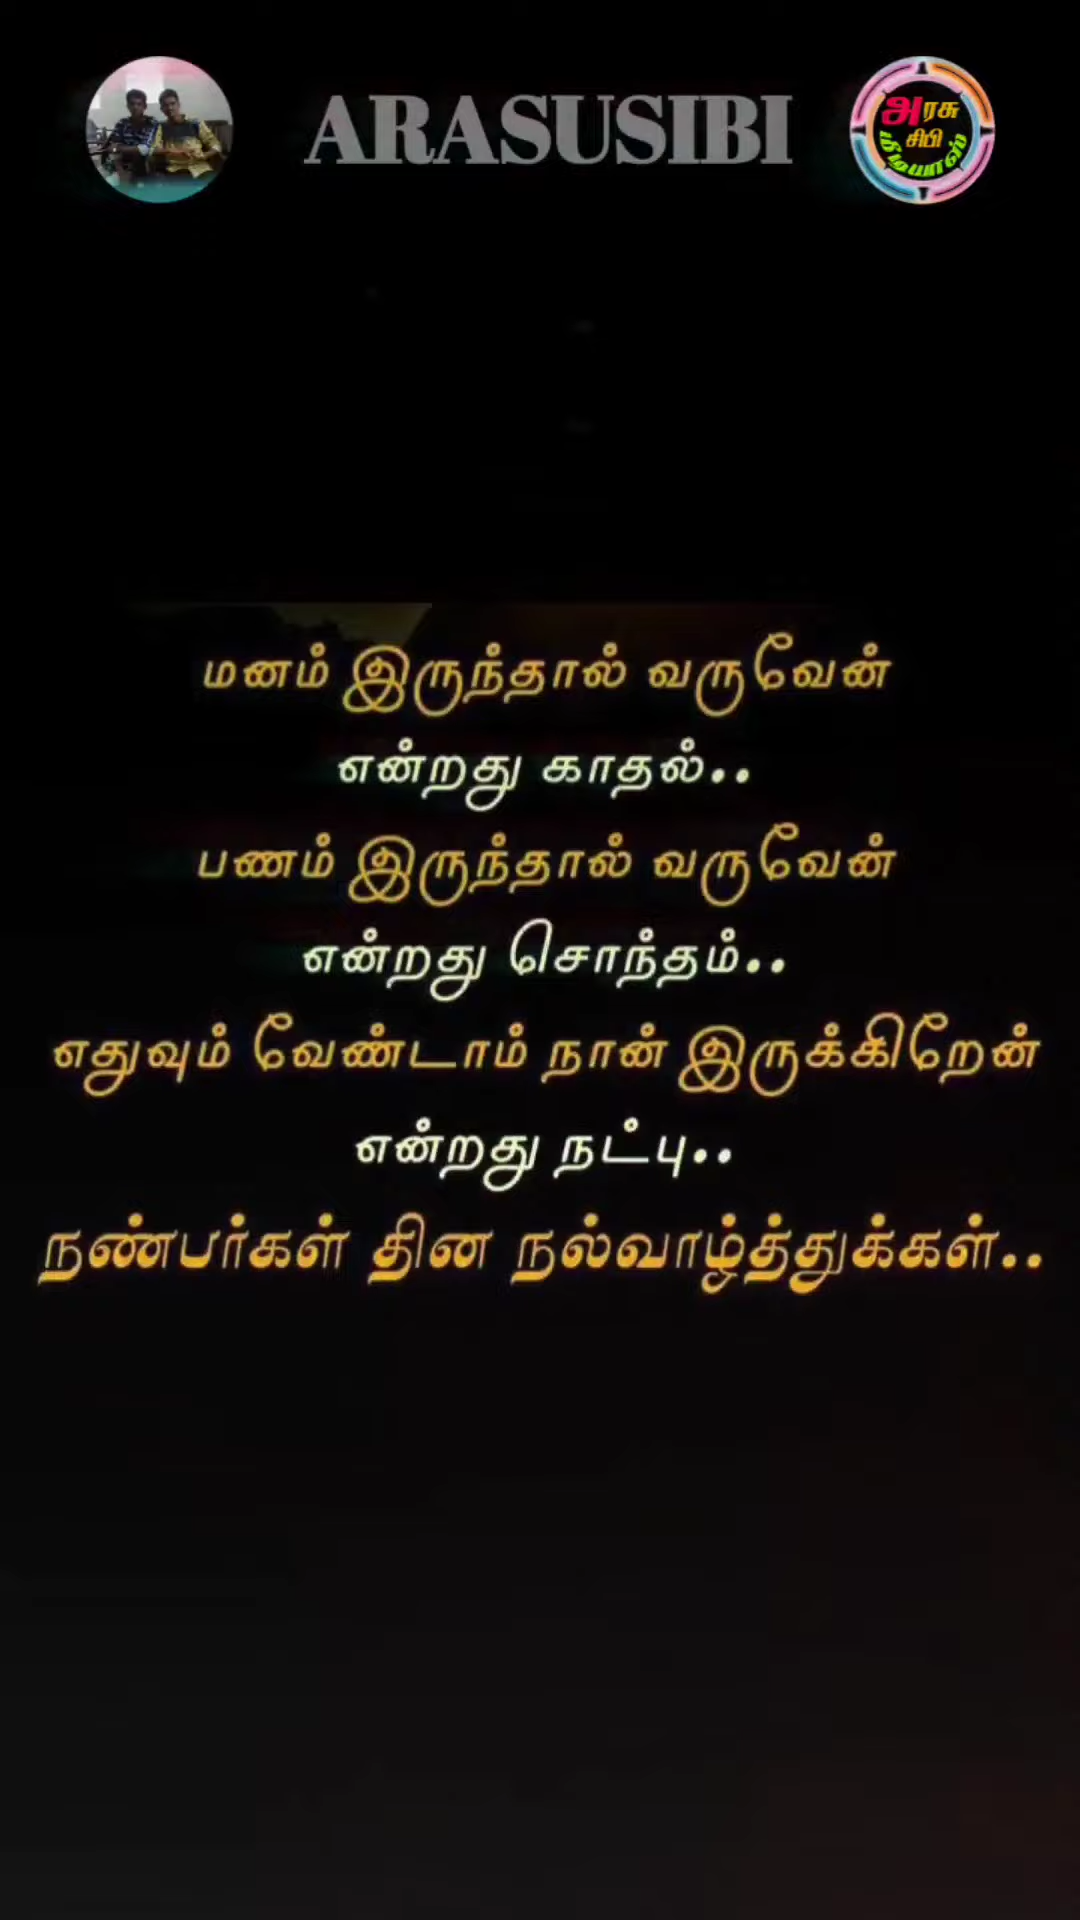 ARASUSIBI
அரசு
சிபி
மீடியாஸ்
மனம் இருந்தால் வருவேன்
என்றது காதல்..
பணம் இருந்தால் வருவேன்
என்றது சொந்தம்..
எதுவும் வேண்டாம் நான் இருக்கிறேன்
என்றது நட்பு..
நண்பர்கள் தின நல்வாழ்த்துக்கள்..